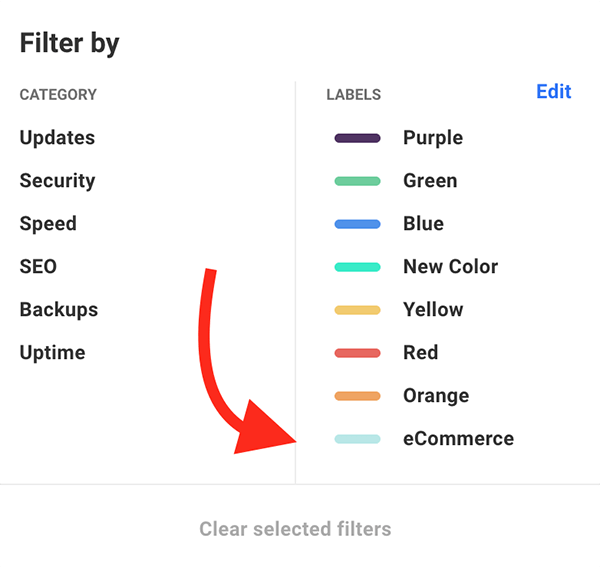 Filter by
CATEGORY
Updates
Security
Speed
SEO
Backups
Uptime
LABELS
Edit
Purple
Green
Blue
New Color
Yellow
Red
Orange
eCommerce
Clear selected filters